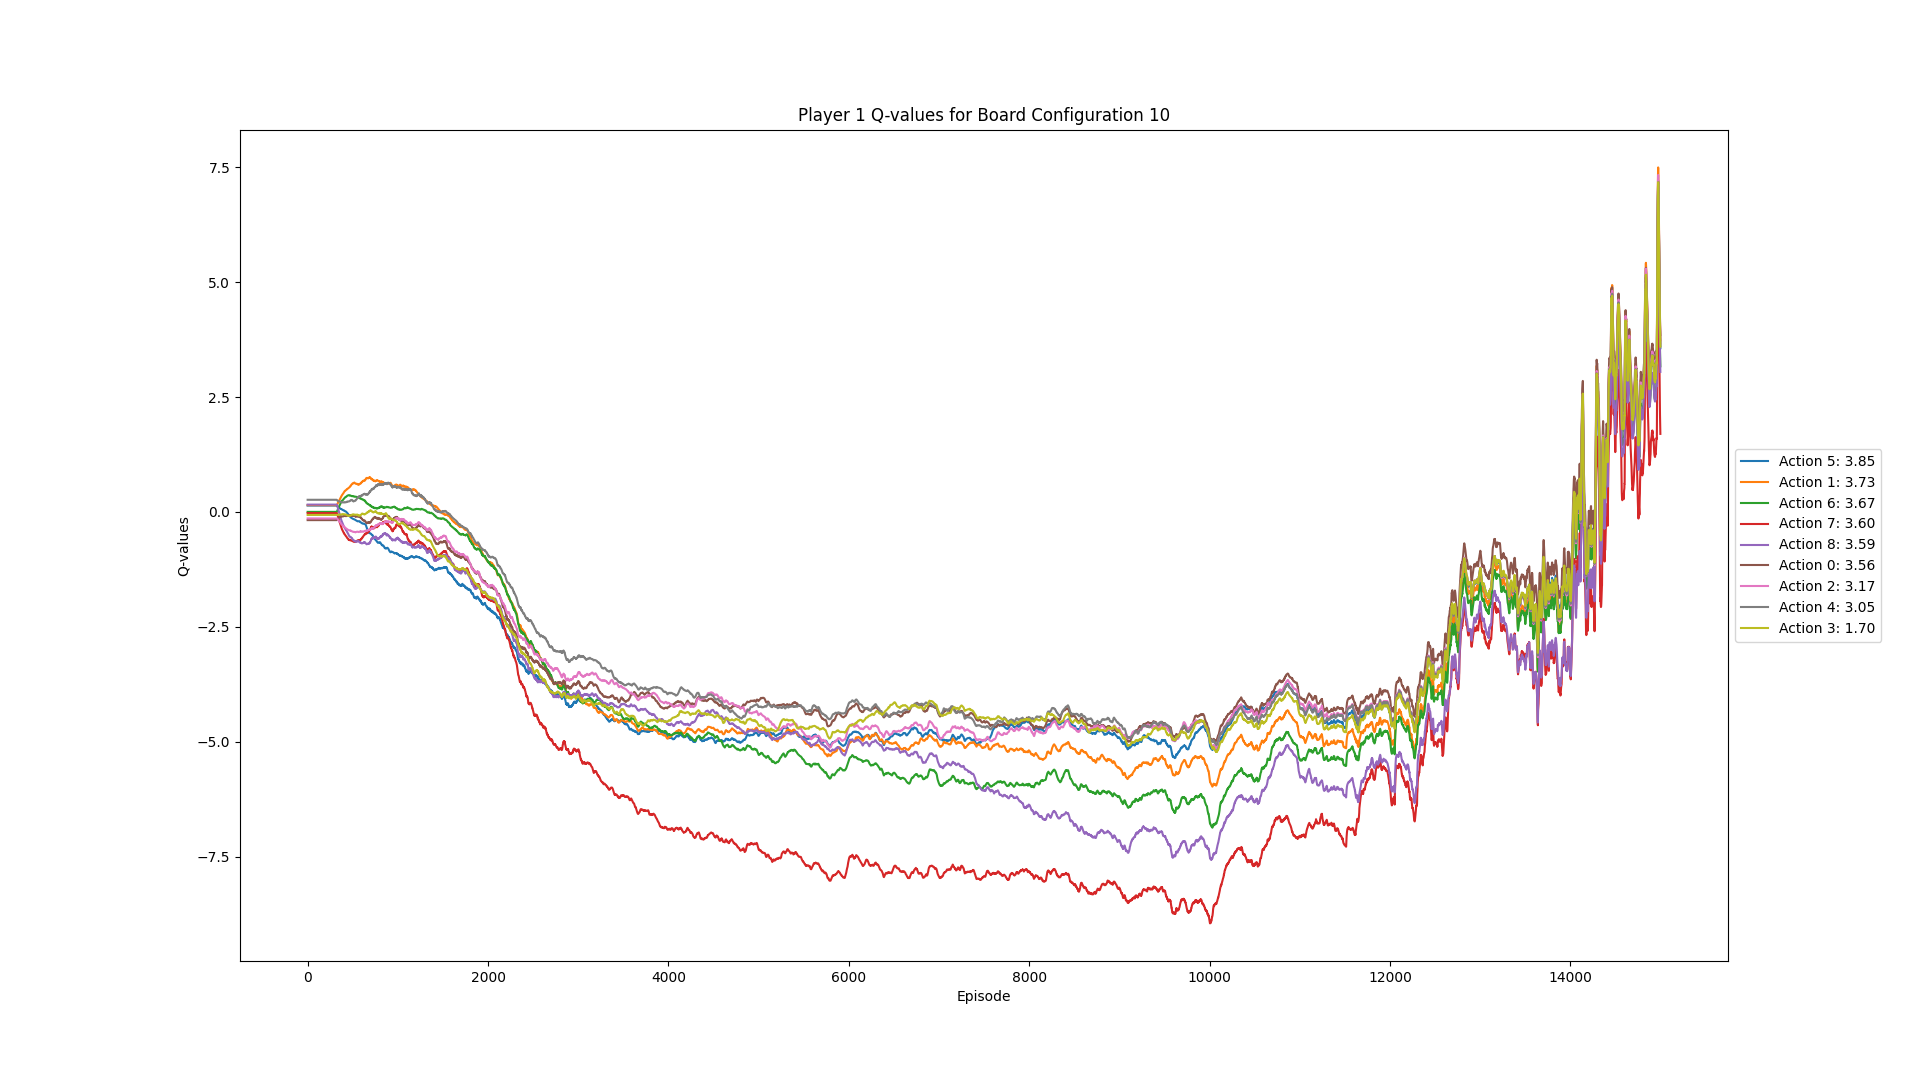 Player 1 Q-values for Board Configuration 10
7.5
5.0
2.5
0.0
−2.5
−5.0
−7.5
Q-values
0
2000
4000
6000
8000
10000
12000
14000
Episode
Action 5: 3.85
Action 1: 3.73
Action 6: 3.67
Action 7: 3.60
Action 8: 3.59
Action 0: 3.56
Action 2: 3.17
Action 4: 3.05
Action 3: 1.70